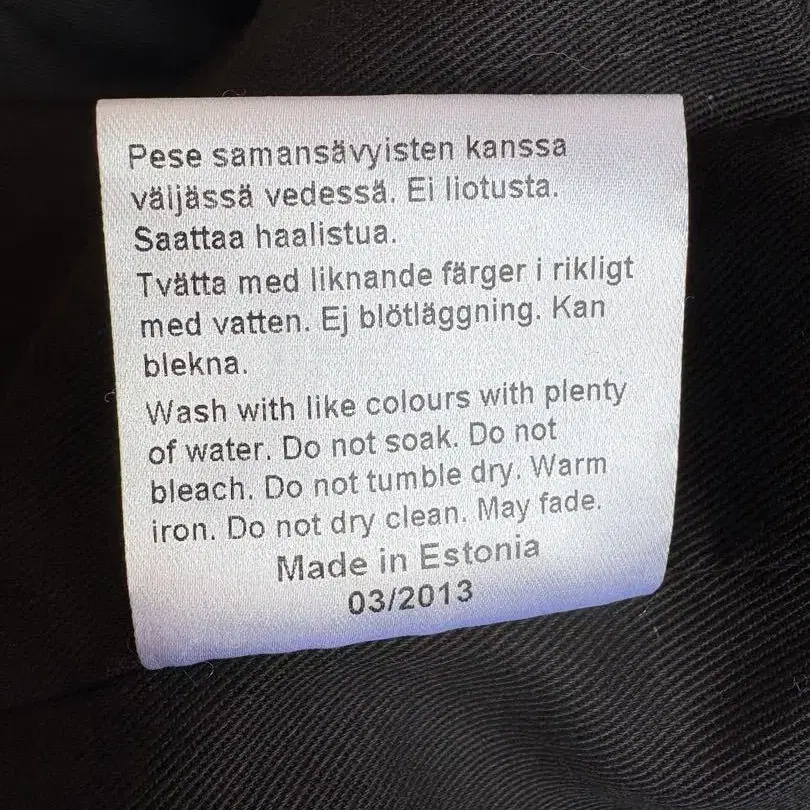 Pese samansävyisten kanssa
väljässä vedessä. Ei liotusta.
Saattaa haalistua.
Tvätta med liknande färger i rikligt
med vatten. Ej blötläggning. Kan
blekna.
Wash with like colours with plenty
of water. Do not soak. Do not
bleach. Do not tumble dry. Warm
iron. Do not dry clean. May fade.
Made in Estonia
03/2013